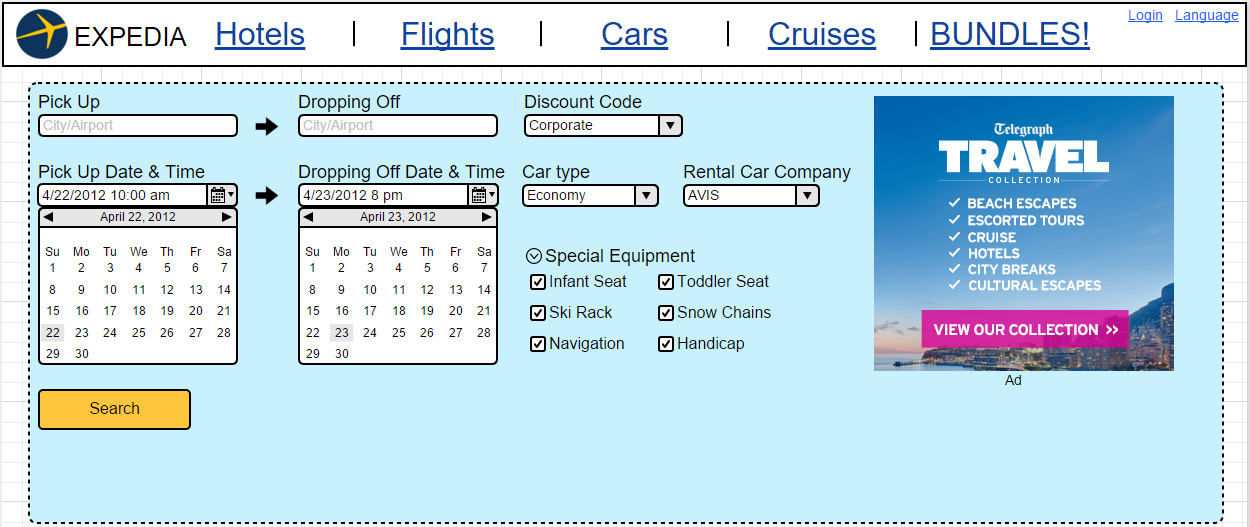 EXPEDIA Hotels Flights Cars Cruises BUNDLES! Login Language
Pick Up Dropping Off Discount Code
City/Airport City/Airport Corporate
Pick Up Date & Time Dropping Off Date & Time Car type Rental Car Company
4/22/2012 10:00 am 4/23/2012 8 pm Economy AVIS
April 22, 2012
Su Mo Tu We Th Fr Sa
1 2 3 4 5 6 7
8 9 10 11 12 13 14
15 16 17 18 19 20 21
22 23 24 25 26 27 28
29 30
April 23, 2012
Su Mo Tu We Th Fr Sa
1 2 3 4 5 6 7
8 9 10 11 12 13 14
15 16 17 18 19 20 21
22 23 24 25 26 27 28
29 30
Special Equipment
Infant Seat Toddler Seat
Ski Rack Snow Chains
Navigation Handicap
Search
Telegraph
TRAVEL
COLLECTION
BEACH ESCAPES
ESCORTED TOURS
CRUISE
HOTELS
CITY BREAKS
CULTURAL ESCAPES
VIEW OUR COLLECTION »
Ad